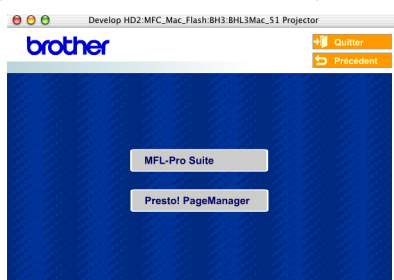 Develop HD2:MFC_Mac_Flash:BH3:BHL3Mac_51 Projector
brother
Quitter
Précédent
MFL-Pro Suite
Presto! PageManager